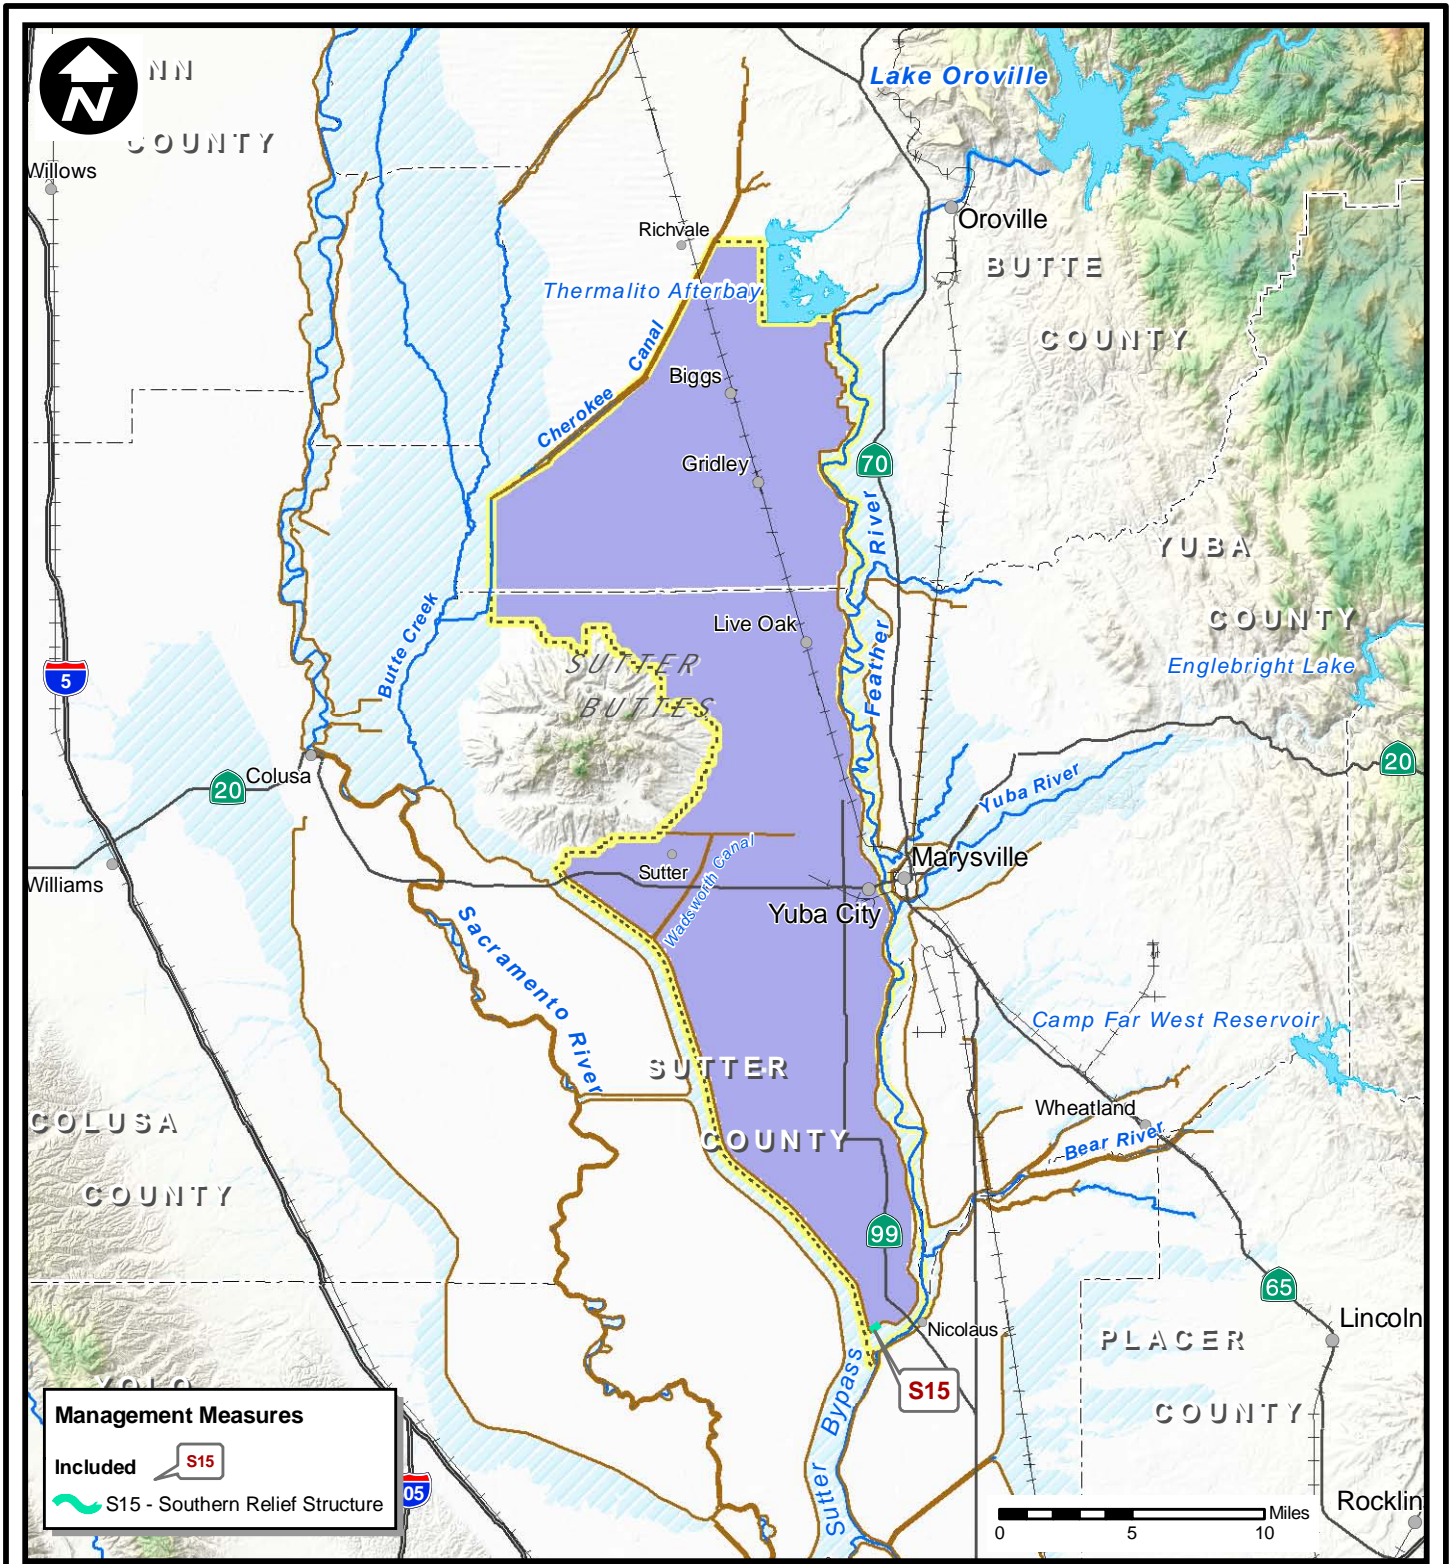 N
NN
COUNTY
Lake Oroville
Willows
Oroville
Richvale
BUTTE
COUNTY
Thermalito Afterbay
Cherokee Canal
Biggs
Gridley
70
Feather River
YUBA
COUNTY
Butte Creek
Live Oak
Englebright Lake
SUTTER
BUTTES
5
Colusa
20
20
Yuba River
Marysville
Williams
Sutter
Wadsworth Canal
Yuba City
Sacramento River
Camp Far West Reservoir
SUTTER
COUNTY
Wheatland
Bear River
COLUSA
COUNTY
99
65
Nicolaus
Lincoln
PLACER
COUNTY
S15
Sutter Bypass
YOLO
Management Measures
Included
S15
S15 - Southern Relief Structure
05
Rocklin
Miles
0
5
10